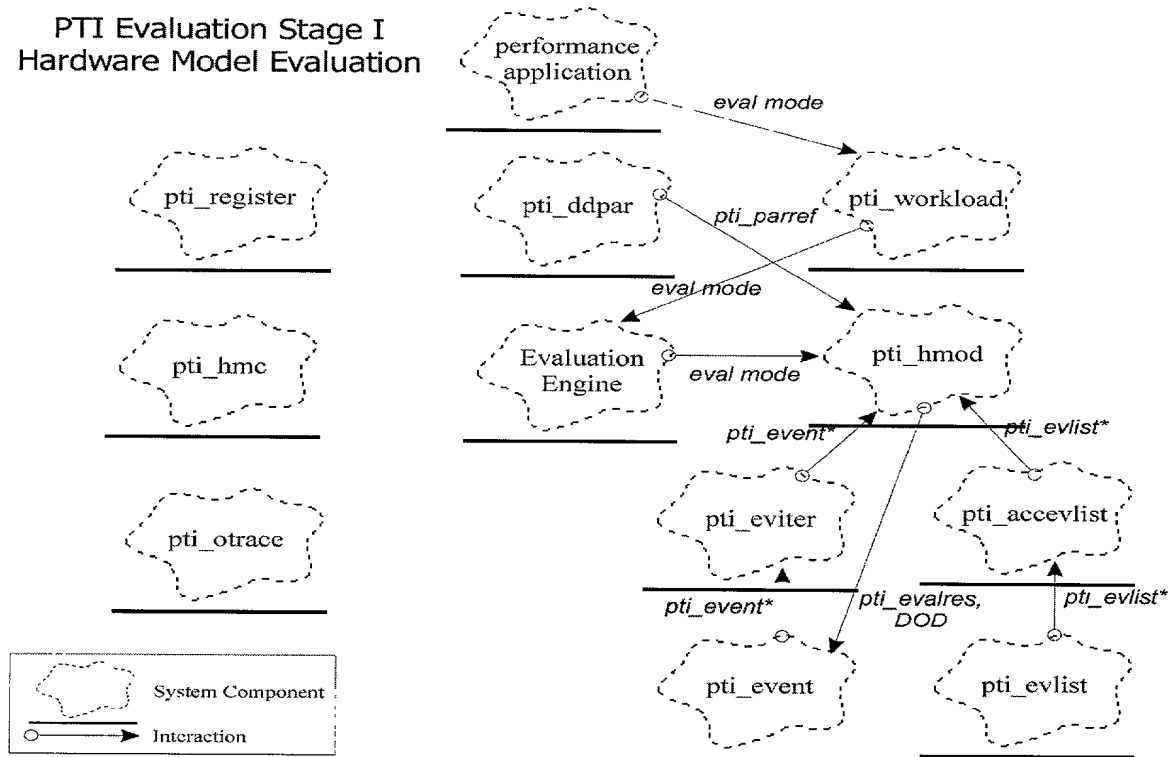 PTI Evaluation Stage I
Hardware Model Evaluation
performance
application
eval mode
pti_register
pti_ddpar
pti_parref
pti_workload
eval mode
pti_hmc
Evaluation
Engine
eval mode
pti_hmod
pti_event*
pti_evlist*
pti_otrace
pti_eviter
pti_accevlist
pti_event*
pti_evalres,
DOD
pti_evlist*
pti_event
pti_evlist
System Component
Interaction